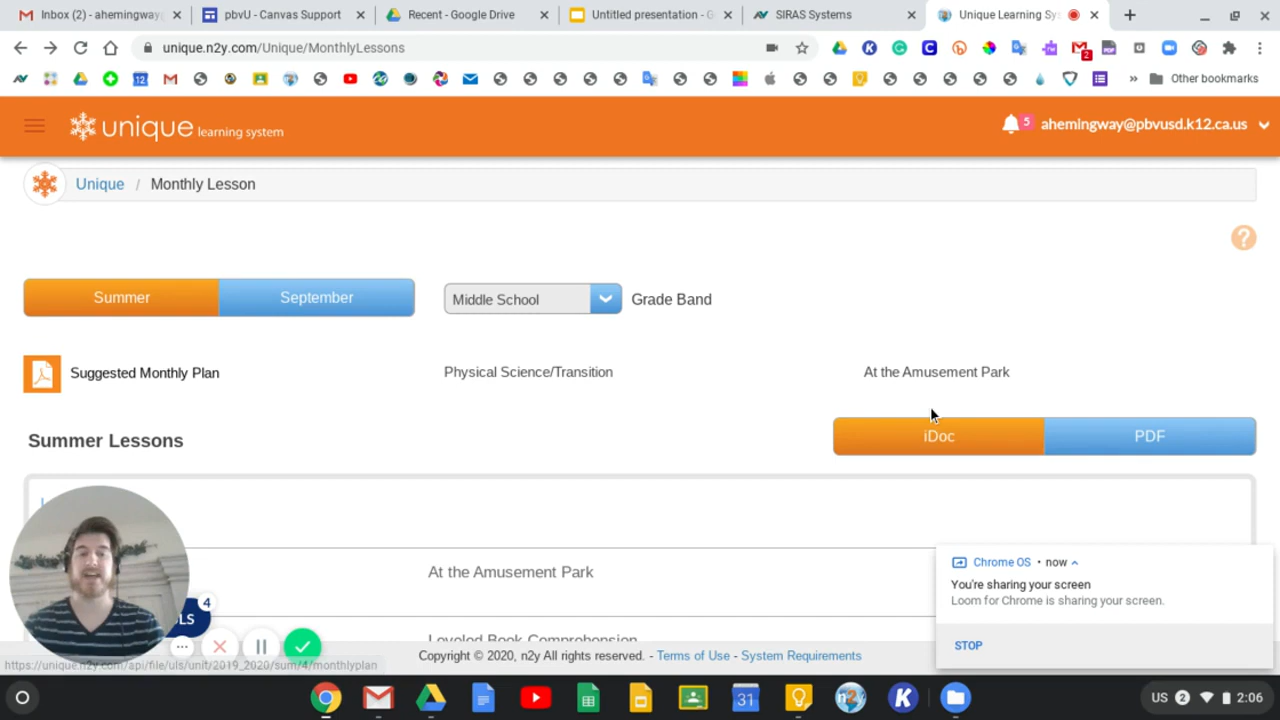 Inbox (2) - ahemingway
pbvU - Canvas Support
Recent - Google Drive
Untitled presentation - G
SIRAS Systems
Unique Learning Sy
unique.n2y.com/Unique/MonthlyLessons
Other bookmarks
unique learning system
5
ahemingway@pbvusd.k12.ca.us
Unique / Monthly Lesson
?
Summer
September
Middle School
Grade Band
Suggested Monthly Plan
Physical Science/Transition
At the Amusement Park
Summer Lessons
iDoc
PDF
At the Amusement Park
Leveled Book Comprehension
Chrome OS • now
You're sharing your screen
Loom for Chrome is sharing your screen.
STOP
4
LS
Copyright © 2020, n2y All rights reserved. - Terms of Use - System Requirements
https://unique.n2y.com/api/file/uls/unit/2019_2020/sum/4/monthlyplan
US 2 2:06